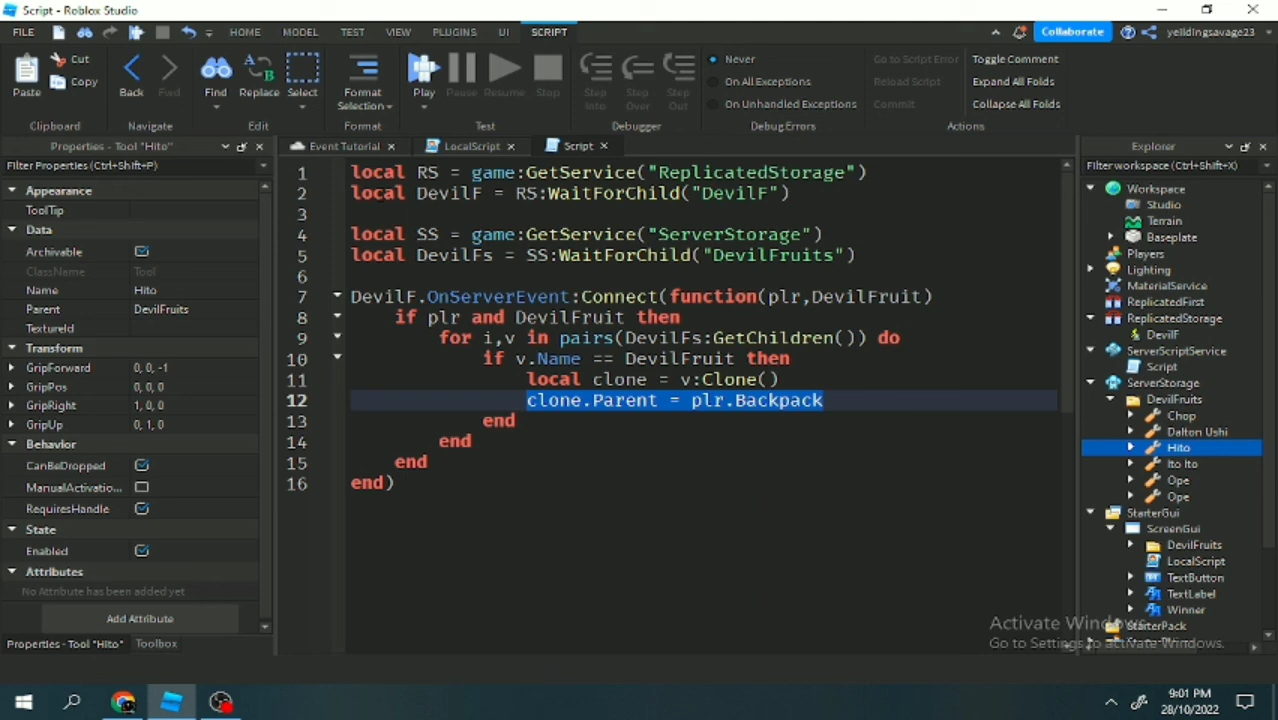 Script - Roblox Studio
FILE HOME MODEL TEST VIEW PLUGINS UI SCRIPT Collaborate yeildingsavage23
Paste Cut Copy Back Fwd Find Replace Select Format Selection Play Pause Resume Stop Step Into Step Over Step Out
Never
On All Exceptions
On Unhandled Exceptions
Go to Script Error
Reload Script
Commit
Toggle Comment
Expand All Folds
Collapse All Folds
Clipboard Navigate Edit Format Test Debugger Debug Errors Actions
Properties - Tool "Hito"
Filter Properties (Ctrl+Shift+P)
Appearance
ToolTip
Data
Archivable
ClassName Tool
Name Hito
Parent DevilFruits
TextureId
Transform
GripForward 0, 0, -1
GripPos 0, 0, 0
GripRight 1, 0, 0
GripUp 0, 1, 0
Behavior
CanBeDropped
ManualActivatio...
RequiresHandle
State
Enabled
Attributes
No Attribute has been added yet
Add Attribute
Properties - Tool "Hito" Toolbox
Event Tutorial LocalScript Script
1 local RS = game:GetService("ReplicatedStorage")
2 local DevilF = RS:WaitForChild("DevilF")
3
4 local SS = game:GetService("ServerStorage")
5 local DevilFs = SS:WaitForChild("DevilFruits")
6
7 DevilF.OnServerEvent:Connect(function(plr,DevilFruit)
8 if plr and DevilFruit then
9 for i,v in pairs(DevilFs:GetChildren()) do
10 if v.Name == DevilFruit then
11 local clone = v:Clone()
12 clone.Parent = plr.Backpack
13 end
14 end
15 end
16 end)
Explorer
Filter workspace (Ctrl+Shift+X)
Workspace
Studio
Terrain
Baseplate
Players
Lighting
MaterialService
ReplicatedFirst
ReplicatedStorage
DevilF
ServerScriptService
Script
ServerStorage
DevilFruits
Chop
Dalton Ushi
Hito
Ito Ito
Ope
Ope
StarterGui
ScreenGui
DevilFruits
LocalScript
TextButton
TextLabel
Winner
StarterPack
Activate Windows
Go to Settings to activate Windows.
9:01 PM
28/10/2022